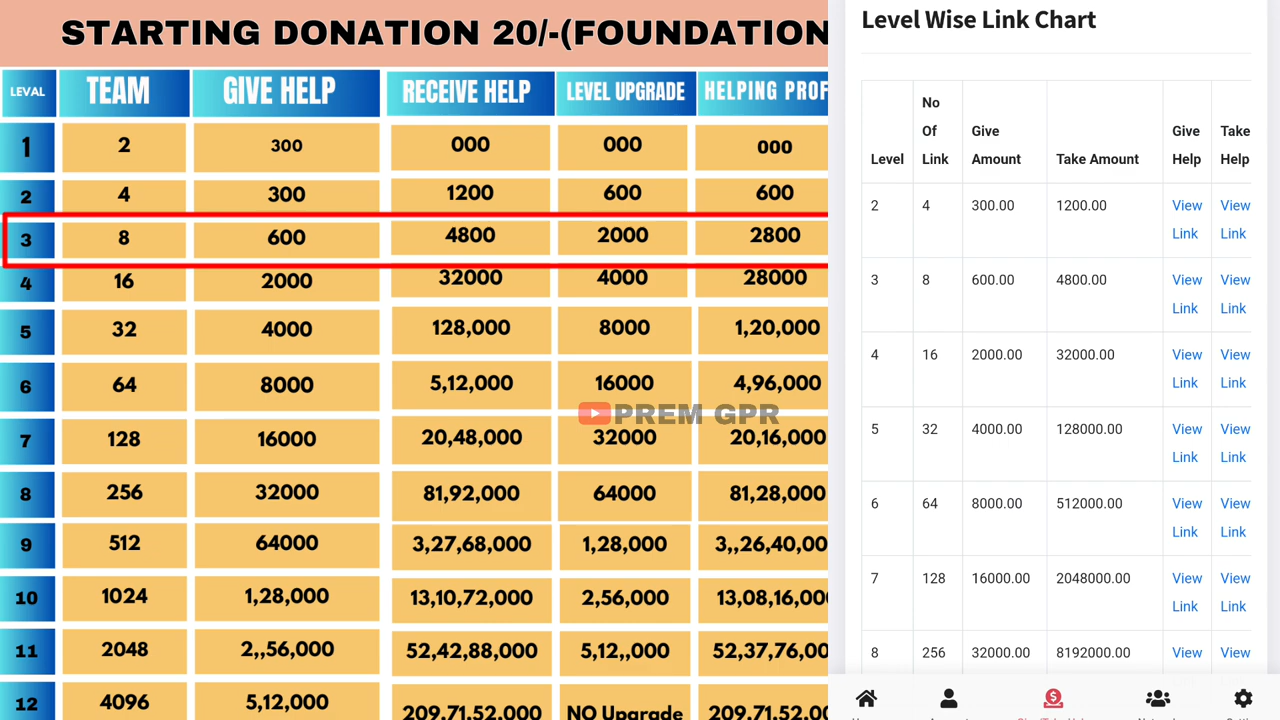 STARTING DONATION 20/-(FOUNDATION
LEVAL TEAM GIVE HELP RECEIVE HELP LEVEL UPGRADE HELPING PROF
1 2 300 000 000 000
2 4 300 1200 600 600
3 8 600 4800 2000 2800
4 16 2000 32000 4000 28000
5 32 4000 128,000 8000 1,20,000
6 64 8000 5,12,000 16000 4,96,000
PREM GPR
7 128 16000 20,48,000 32000 20,16,000
8 256 32000 81,92,000 64000 81,28,000
9 512 64000 3,27,68,000 1,28,000 3,,26,40,00
10 1024 1,28,000 13,10,72,000 2,56,000 13,08,16,00
11 2048 2,,56,000 52,42,88,000 5,12,,000 52,37,76,00
12 4096 5,12,000 209,71,52,000 NO Upgrade 209,71,52,00
Level Wise Link Chart
Level No Of Link Give Amount Take Amount Give Help Take Help
2 4 300.00 1200.00 View Link View Link
3 8 600.00 4800.00 View Link View Link
4 16 2000.00 32000.00 View Link View Link
5 32 4000.00 128000.00 View Link View Link
6 64 8000.00 512000.00 View Link View Link
7 128 16000.00 2048000.00 View Link View Link
8 256 32000.00 8192000.00 View View